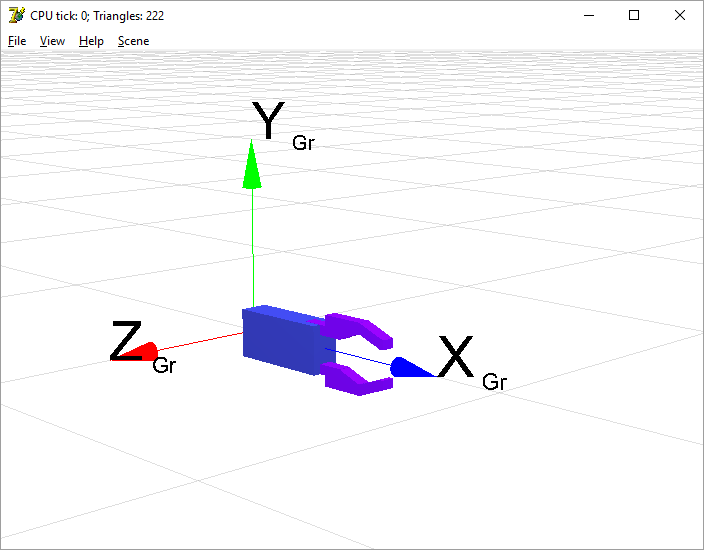 CPU tick: 0; Triangles: 222
File View Help Scene
Y Gr
Z Gr
X Gr